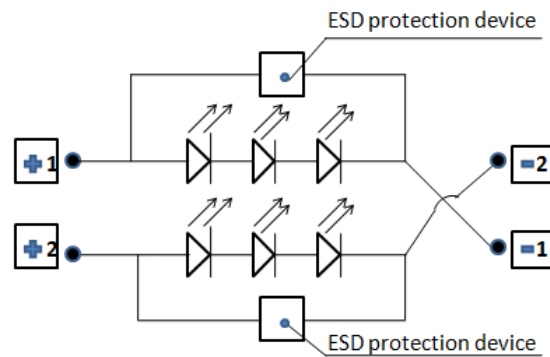 ESD protection device
+ 1
- 2
+ 2
- 1
ESD protection device